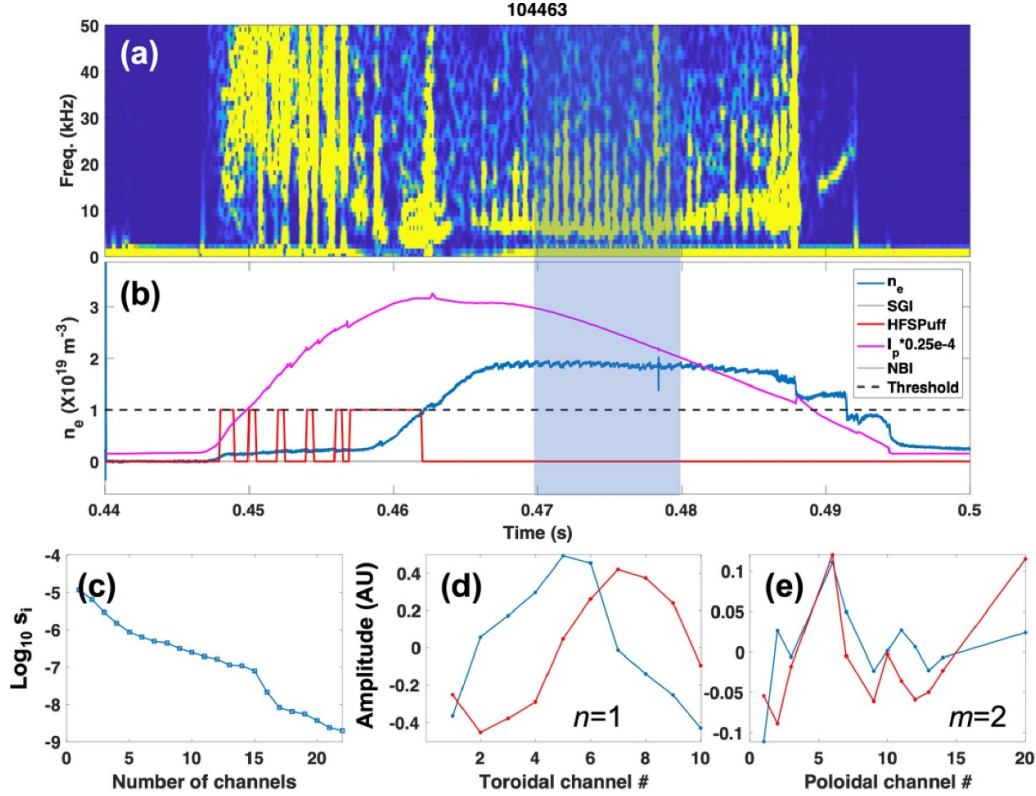 104463
(a)
Freq. (kHz)
50
40
30
20
10
0
(b)
n_e (X10^19 m^-3)
3
2
1
0
n_e
SGI
HFSPuff
I_p*0.25e-4
NBI
Threshold
0.44 0.45 0.46 0.47 0.48 0.49 0.5
Time (s)
(c)
Log_10 s_i
-4
-5
-6
-7
-8
-9
0 5 10 15 20
Number of channels
(d)
Amplitude (AU)
0.4
0.2
0
-0.2
-0.4
n=1
2 4 6 8 10
Toroidal channel #
(e)
0.1
0.05
0
-0.05
-0.1
m=2
0 5 10 15 20
Poloidal channel #